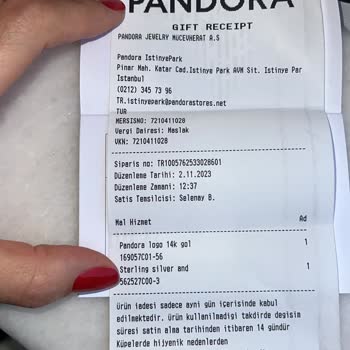 PANDORA
GIFT RECEIPT
PANDORA JEWELRY MÜCEVHERAT A.S
Pandora IstinyePark
Pınar Mah. Katar Cad.Istinye Park AVM Sit. Istinye Par
Istanbul
(0212) 345 73 96
TR.istinyepark@pandorastores.net
TUR
MERSISNO: 7210411028
Vergi Dairesi: Maslak
VKN: 7210411028
Siparis no: TR1005762533028601
Düzenleme Tarihi: 2.11.2023
Düzenleme Zamanı: 12:37
Satis Temsilcisi: Selenay B.
Mal Hizmet Ad
Pandora logo 14k gol 1
169057C01-56
Sterling silver and 1
562527C00-3
ürün iadesi sadece ayni gün içerisinde kabul
edilmektedir. ürün kullanılmadigi takdirde degisim
süresi satin alma tarihinden itibaren 14 gündür
Küpelerde hijyenik nedenlerden